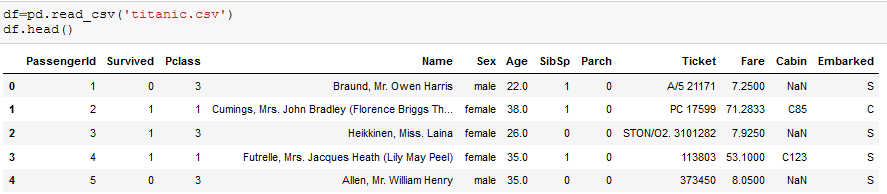 df=pd.read_csv('titanic.csv')
df.head()
PassengerId Survived Pclass Name Sex Age SibSp Parch Ticket Fare Cabin Embarked
0 1 0 3 Braund, Mr. Owen Harris male 22.0 1 0 A/5 21171 7.2500 NaN S
1 2 1 1 Cumings, Mrs. John Bradley (Florence Briggs Th... female 38.0 1 0 PC 17599 71.2833 C85 C
2 3 1 3 Heikkinen, Miss. Laina female 26.0 0 0 STON/O2. 3101282 7.9250 NaN S
3 4 1 1 Futrelle, Mrs. Jacques Heath (Lily May Peel) female 35.0 1 0 113803 53.1000 C123 S
4 5 0 3 Allen, Mr. William Henry male 35.0 0 0 373450 8.0500 NaN S